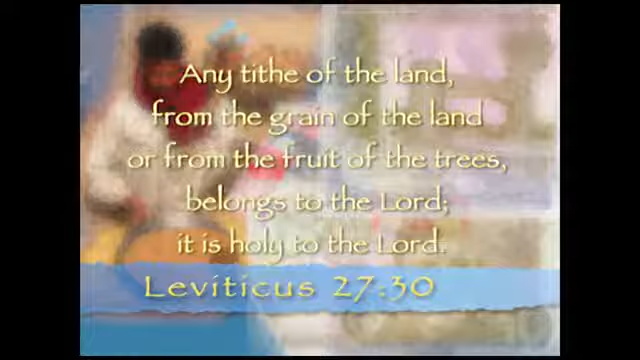 Any tithe of the land,
from the grain of the land
or from the fruit of the trees,
belongs to the Lord;
it is holy to the Lord.
Leviticus 27:30